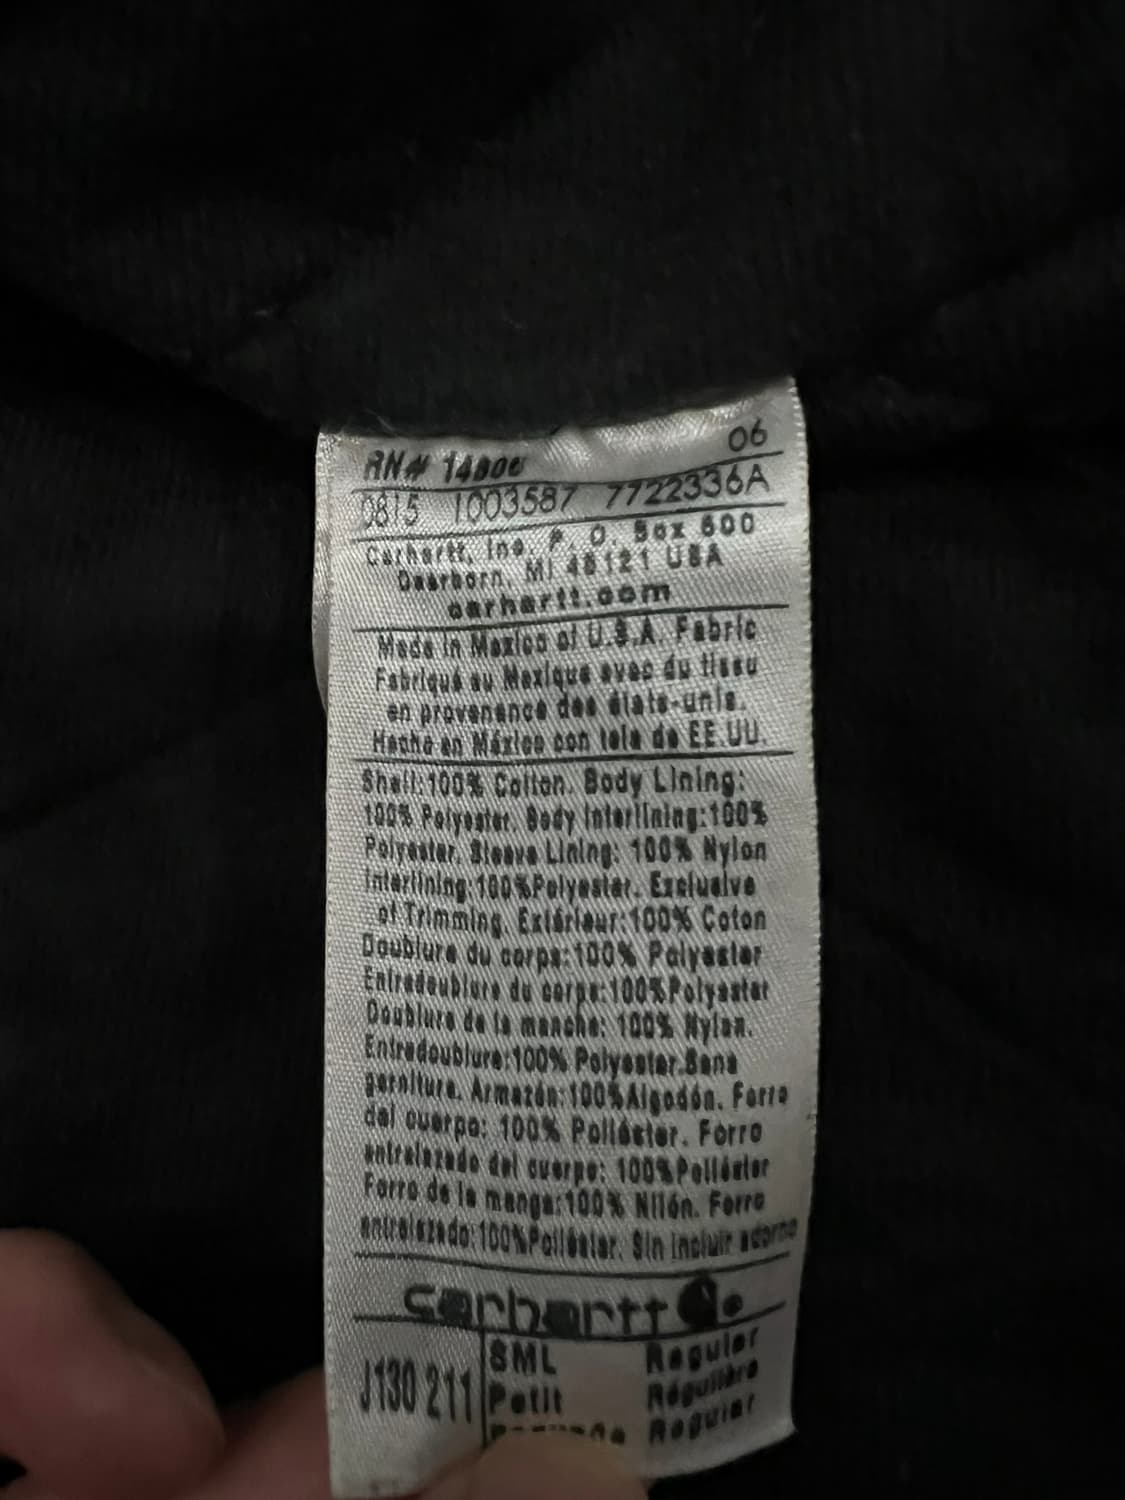 06
RN# 14806
0815 1003587 7722336A
Carhartt, Inc. P. O. Box 600
Dearborn, MI 48121 USA
carhartt.com
Made in Mexico of U.S.A. Fabric
Fabriqué au Mexique avec du tissu
en provenance des états-unis.
Hecho en México con tela de EE.UU.
Shell:100% Cotton. Body Lining:
100% Polyester. Body Interlining:100%
Polyester. Sleeve Lining: 100% Nylon
Interlining:100%Polyester. Exclusive
of Trimming. Extérieur:100% Coton
Doublure du corps:100% Polyester
Entredoublure du corps:100%Polyester
Doublure de la manche: 100% Nylon.
Entredoublure:100% Polyester.Sans
garniture. Armazón:100%Algodón. Forro
del cuerpo: 100% Poliéster. Forro
entrelazado del cuerpo: 100%Poliéster
Forro de la manga:100% Nilón. Forro
entrelazado:100%Poliéster. Sin incluir adorno
carhartt
J130 211
SML Regular
Petit Régulière
Regular